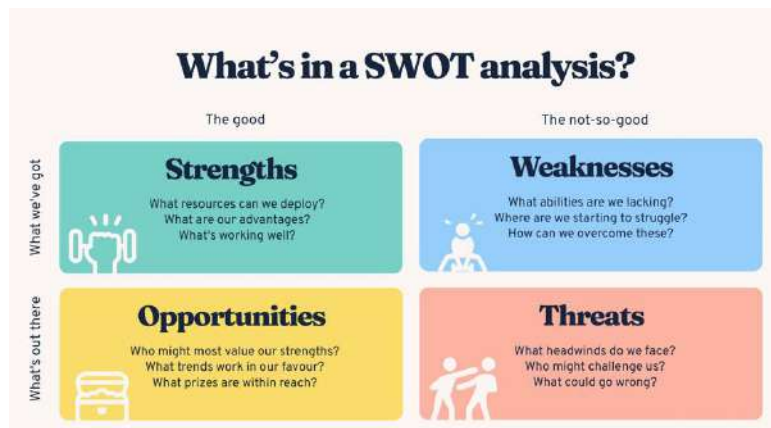 What's in a SWOT analysis?
The good
The not-so-good
What we've got
Strengths
What resources can we deploy?
What are our advantages?
What's working well?
Weaknesses
What abilities are we lacking?
Where are we starting to struggle?
How can we overcome these?
What's out there
Opportunities
Who might most value our strengths?
What trends work in our favour?
What prizes are within reach?
Threats
What headwinds do we face?
Who might challenge us?
What could go wrong?